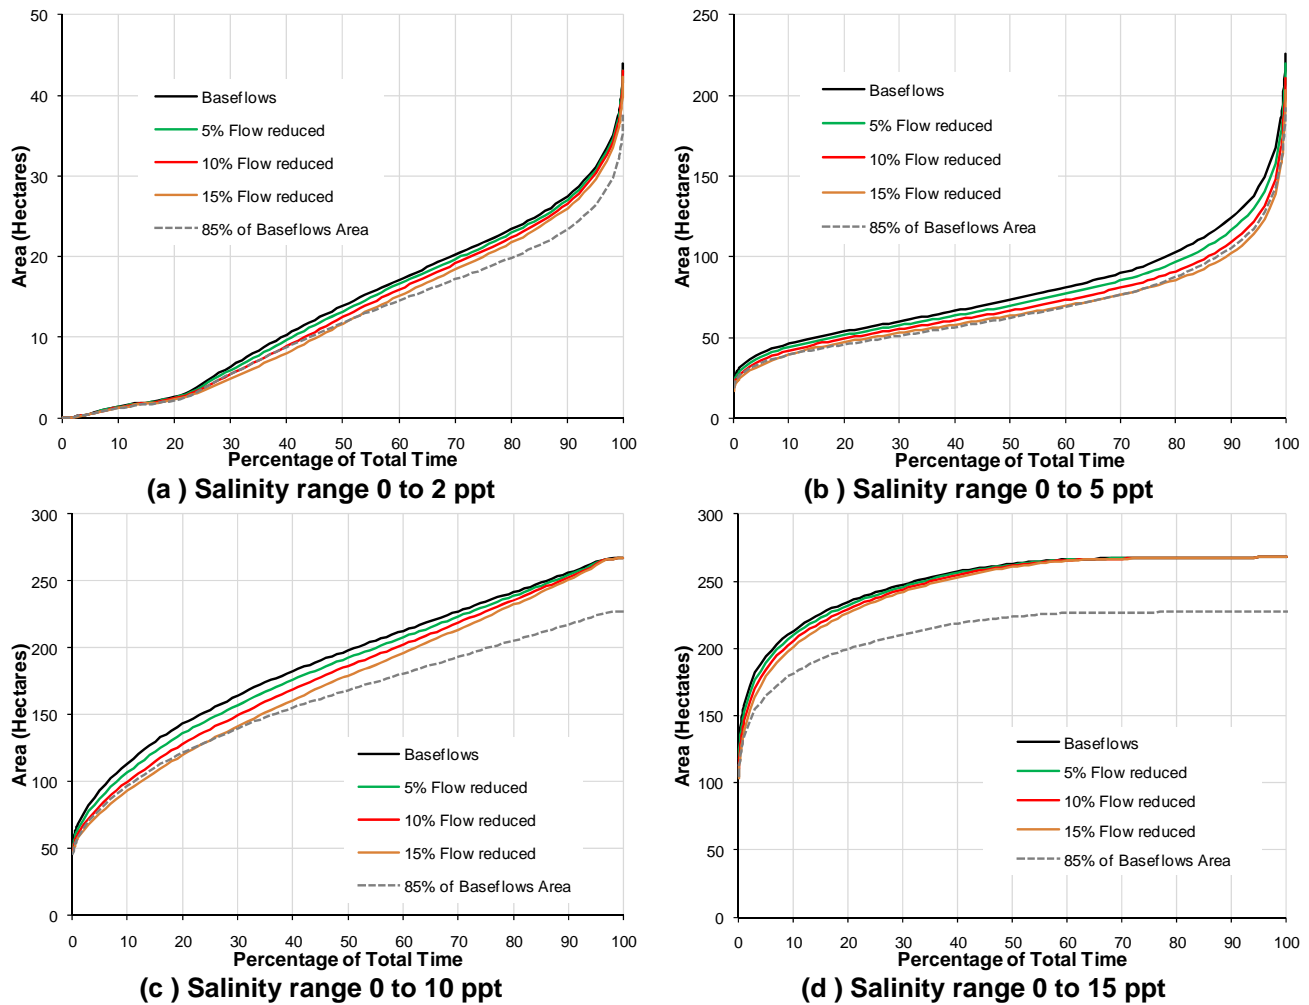 50
40
30
20
10
0
Area (Hectares)
Baseflows
5% Flow reduced
10% Flow reduced
15% Flow reduced
85% of Baseflows Area
0 10 20 30 40 50 60 70 80 90 100
Percentage of Total Time
(a ) Salinity range 0 to 2 ppt
250
200
150
100
50
0
Area (Hectares)
Baseflows
5% Flow reduced
10% Flow reduced
15% Flow reduced
85% of Baseflows Area
0 10 20 30 40 50 60 70 80 90 100
Percentage of Total Time
(b ) Salinity range 0 to 5 ppt
300
250
200
150
100
50
0
Area (Hectares)
Baseflows
5% Flow reduced
10% Flow reduced
15% Flow reduced
85% of Baseflows Area
0 10 20 30 40 50 60 70 80 90 100
Percentage of Total Time
(c ) Salinity range 0 to 10 ppt
300
250
200
150
100
50
0
Area (Hectates)
Baseflows
5% Flow reduced
10% Flow reduced
15% Flow reduced
85% of Baseflows Area
0 10 20 30 40 50 60 70 80 90 100
Percentage of Total Time
(d ) Salinity range 0 to 15 ppt